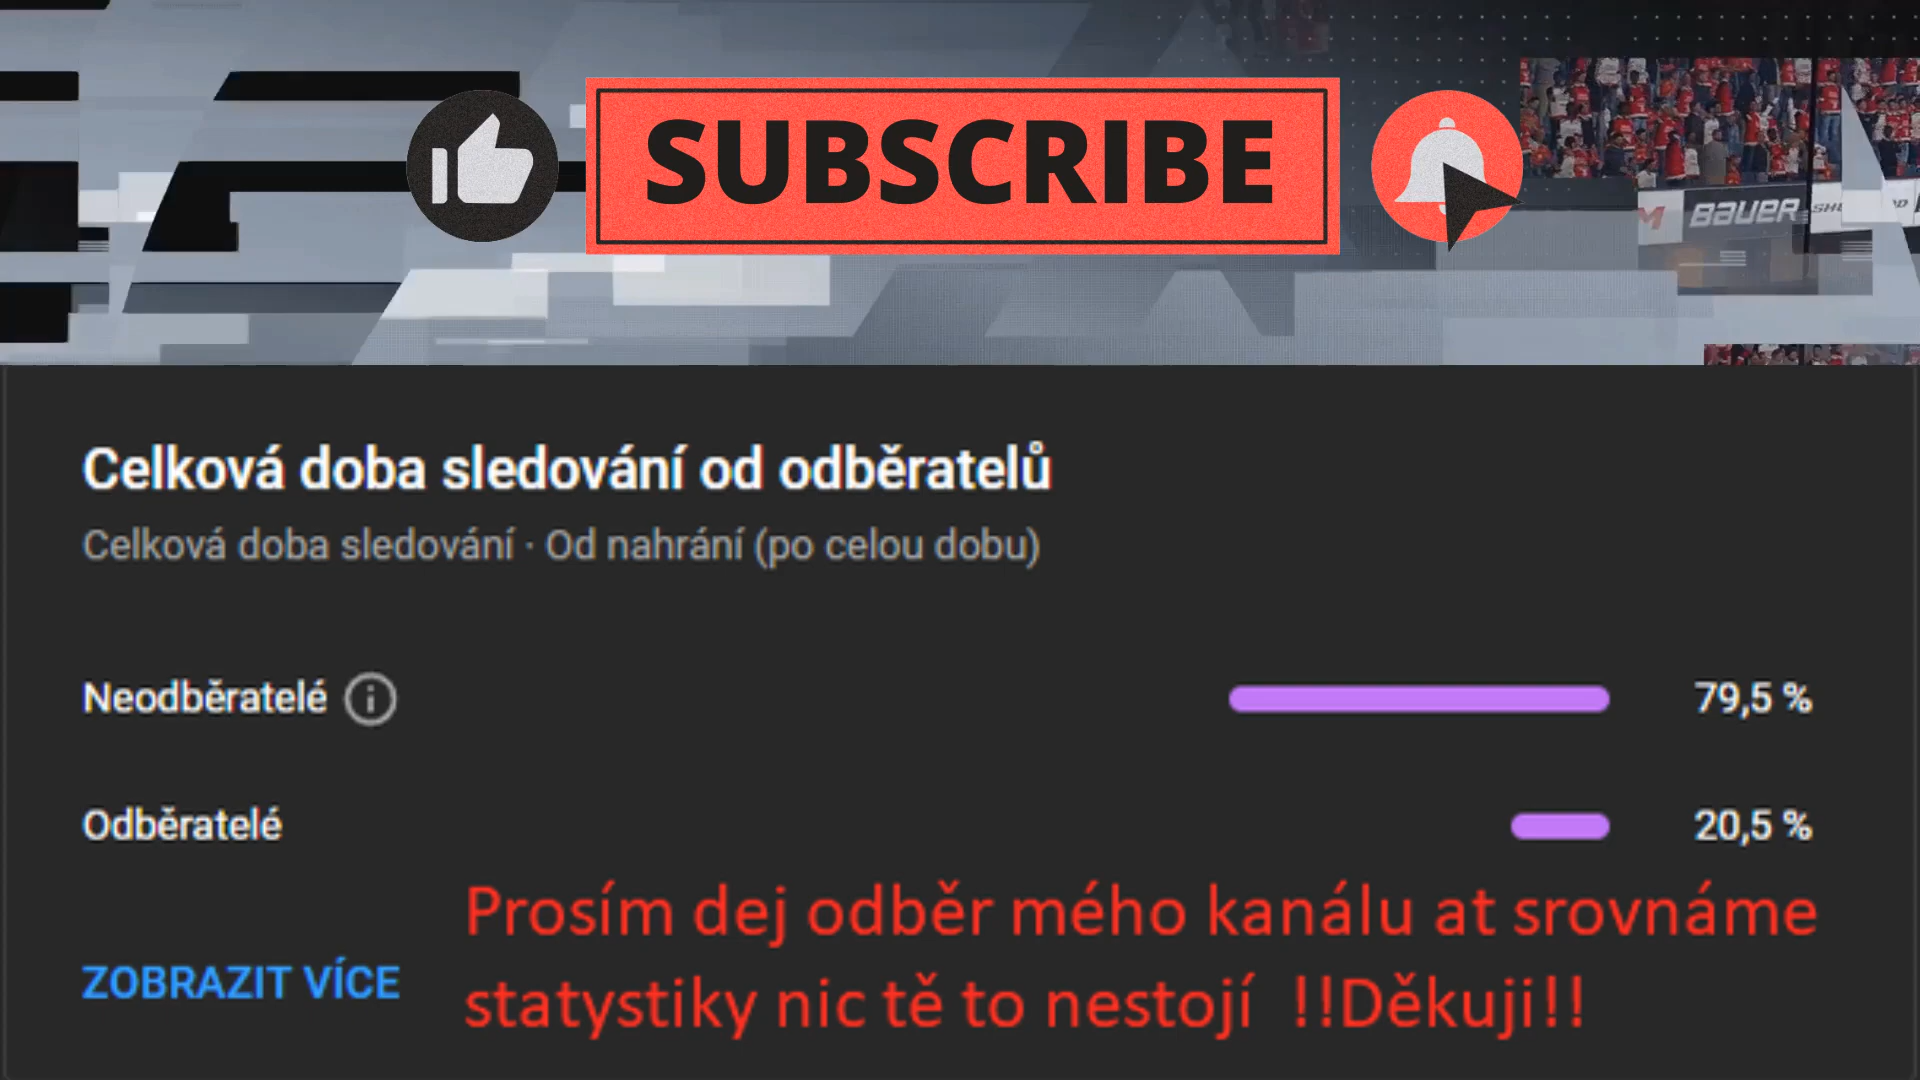 SUBSCRIBE
BAUER
Celková doba sledování od odběratelů
Celková doba sledování · Od nahrání (po celou dobu)
Neodběratelé
79,5 %
Odběratelé
20,5 %
Prosím dej odběr mého kanálu at srovnáme
ZOBRAZIT VÍCE
statystiky nic tě to nestojí !!Děkuji!!